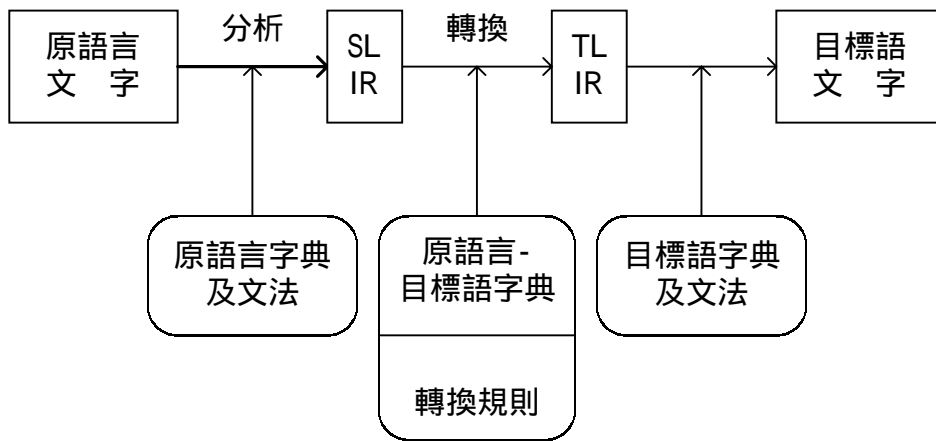 分析
轉換
原語言
文 字
SL
IR
TL
IR
目標語
文 字
原語言字典
及文法
原語言-
目標語字典
轉換規則
目標語字典
及文法